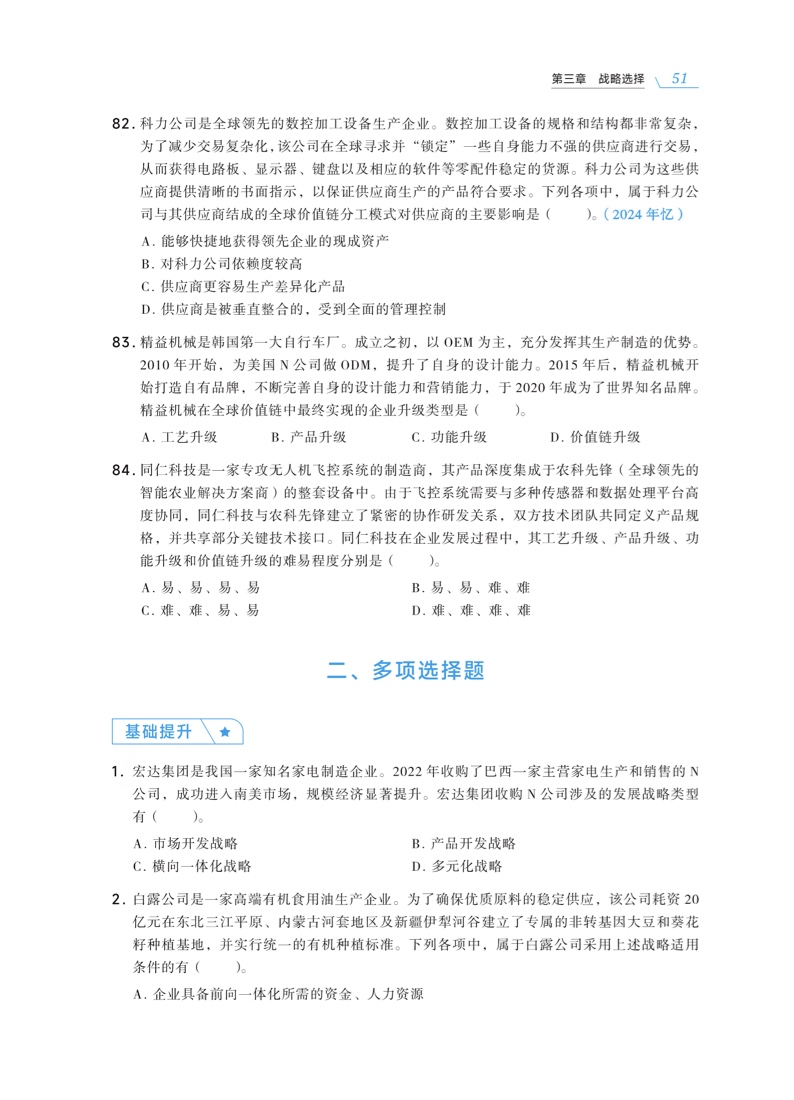 第三章 战略选择 51
82. 科力公司是全球领先的数控加工设备生产企业。数控加工设备的规格和结构都非常复杂，
为了减少交易复杂化，该公司在全球寻求并“锁定”一些自身能力不强的供应商进行交易，
从而获得电路板、显示器、键盘以及相应的软件等零配件稳定的货源。科力公司为这些供
应商提供清晰的书面指示，以保证供应商生产的产品符合要求。下列各项中，属于科力公
司与其供应商结成的全球价值链分工模式对供应商的主要影响是（　　）。（2024 年忆）
A. 能够快捷地获得领先企业的现成资产
B. 对科力公司依赖度较高
C. 供应商更容易生产差异化产品
D. 供应商是被垂直整合的，受到全面的管理控制
83. 精益机械是韩国第一大自行车厂。成立之初，以 OEM 为主，充分发挥其生产制造的优势。
2010 年开始，为美国 N 公司做 ODM，提升了自身的设计能力。2015 年后，精益机械开
始打造自有品牌，不断完善自身的设计能力和营销能力，于 2020 年成为了世界知名品牌。
精益机械在全球价值链中最终实现的企业升级类型是（　　）。
A. 工艺升级 B. 产品升级 C. 功能升级 D. 价值链升级
84. 同仁科技是一家专攻无人机飞控系统的制造商，其产品深度集成于农科先锋（全球领先的
智能农业解决方案商）的整套设备中。由于飞控系统需要与多种传感器和数据处理平台高
度协同，同仁科技与农科先锋建立了紧密的协作研发关系，双方技术团队共同定义产品规
格，并共享部分关键技术接口。同仁科技在企业发展过程中，其工艺升级、产品升级、功
能升级和价值链升级的难易程度分别是（　　）。
A. 易、易、易、易 B. 易、易、难、难
C. 难、难、易、易 D. 难、难、难、难
二、多项选择题
基础提升
1. 宏达集团是我国一家知名家电制造企业。2022 年收购了巴西一家主营家电生产和销售的 N
公司，成功进入南美市场，规模经济显著提升。宏达集团收购 N 公司涉及的发展战略类型
有（　　）。
A. 市场开发战略 B. 产品开发战略
C. 横向一体化战略 D. 多元化战略
2. 白露公司是一家高端有机食用油生产企业。为了确保优质原料的稳定供应，该公司耗资 20
亿元在东北三江平原、内蒙古河套地区及新疆伊犁河谷建立了专属的非转基因大豆和葵花
籽种植基地，并实行统一的有机种植标准。下列各项中，属于白露公司采用上述战略适用
条件的有（　　）。
A. 企业具备前向一体化所需的资金、人力资源